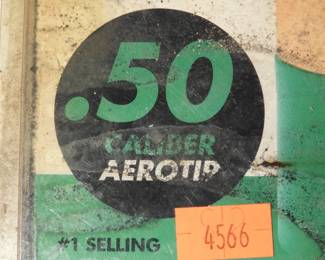 .50
CALIBER
AEROTIP
#1 SELLING
4566